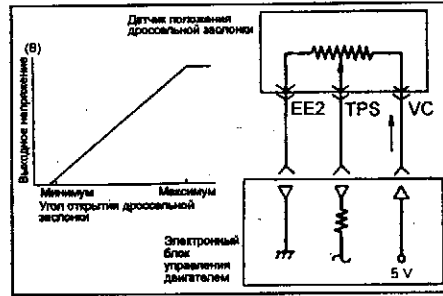 Датчик положения
дроссельной заслонки
(В)
Выходное напряжение
Минимум
Максимум
Угол открытия дроссельной
заслонки
EE2
TPS
VC
Электронный
блок
управления
двигателем
5 V